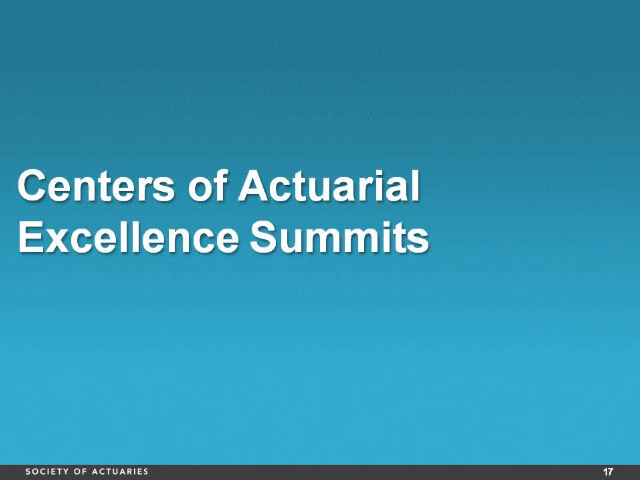 Centers of Actuarial
Excellence Summits
SOCIETY OF ACTUARIES
17